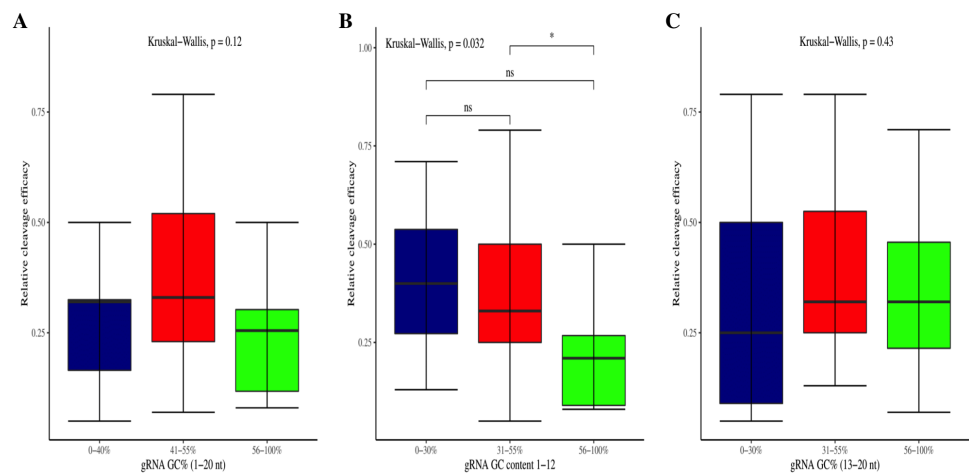 A
Kruskal−Wallis, p = 0.12
Relative cleavage efficacy
0.75
0.50
0.25
0−40%
41−55%
56−100%
gRNA GC% (1−20 nt)
B
Kruskal−Wallis, p = 0.032
*
ns
ns
Relative cleavage efficacy
1.00
0.75
0.50
0.25
0−30%
31−55%
56−100%
gRNA GC content 1−12
C
Kruskal−Wallis, p = 0.43
Relative cleavage efficacy
0.75
0.50
0.25
0−30%
31−55%
56−100%
gRNA GC% (13−20 nt)